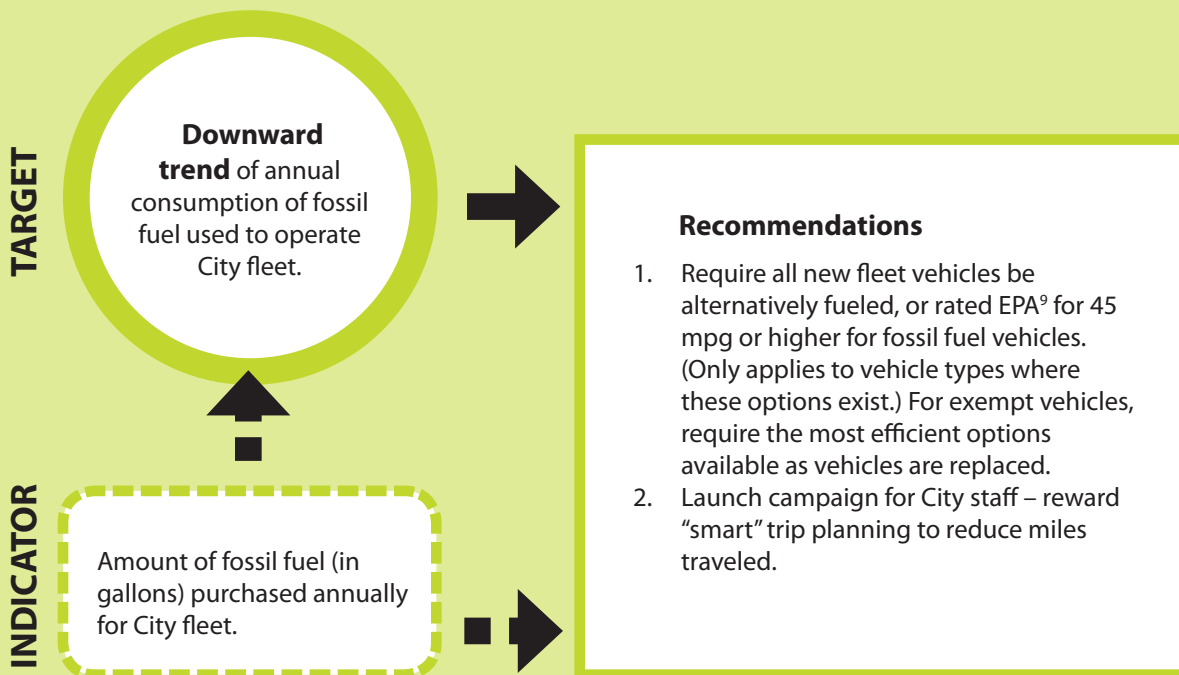 TARGET
Downward
trend of annual
consumption of fossil
fuel used to operate
City fleet.
INDICATOR
Amount of fossil fuel (in
gallons) purchased annually
for City fleet.
Recommendations
1. Require all new fleet vehicles be
alternatively fueled, or rated EPA⁹ for 45
mpg or higher for fossil fuel vehicles.
(Only applies to vehicle types where
these options exist.) For exempt vehicles,
require the most efficient options
available as vehicles are replaced.
2. Launch campaign for City staff – reward
“smart” trip planning to reduce miles
traveled.